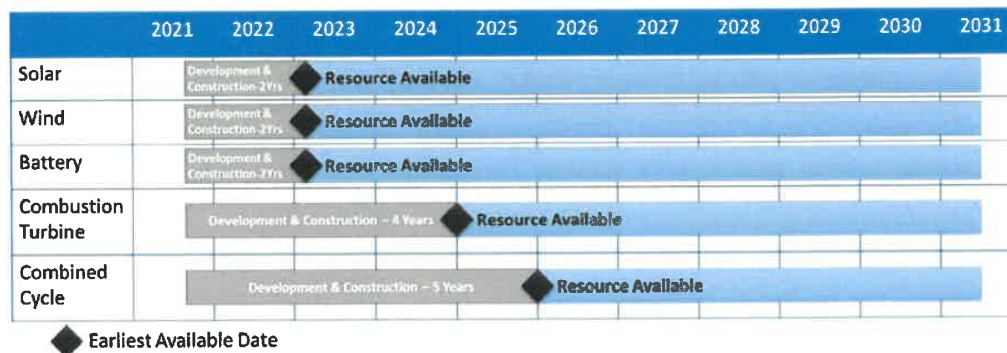 2021 2022 2023 2024 2025 2026 2027 2028 2029 2030 2031
Solar
Development &
Construction-2Yrs
Resource Available
Wind
Development &
Construction-2Yrs
Resource Available
Battery
Development &
Construction-2Yrs
Resource Available
Combustion
Turbine
Development & Construction – 4 Years
Resource Available
Combined
Cycle
Development & Construction – 5 Years
Resource Available
Earliest Available Date